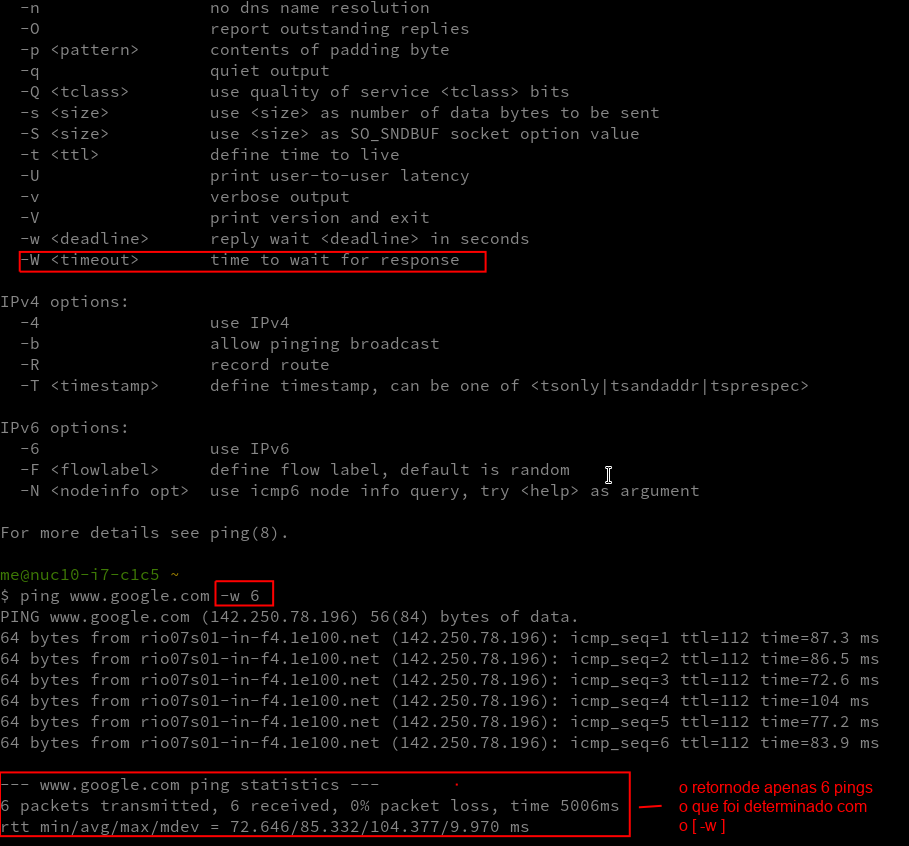 -n no dns name resolution
-O report outstanding replies
-p <pattern> contents of padding byte
-q quiet output
-Q <tclass> use quality of service <tclass> bits
-s <size> use <size> as number of data bytes to be sent
-S <size> use <size> as SO_SNDBUF socket option value
-t <ttl> define time to live
-U print user-to-user latency
-v verbose output
-V print version and exit
-w <deadline> reply wait <deadline> in seconds
-W <timeout> time to wait for response
IPv4 options:
-4 use IPv4
-b allow pinging broadcast
-R record route
-T <timestamp> define timestamp, can be one of <tsonly|tsandaddr|tsprespec>
IPv6 options:
-6 use IPv6
-F <flowlabel> define flow label, default is random
-N <nodeinfo opt> use icmp6 node info query, try <help> as argument
For more details see ping(8).
me@nuc10-i7-c1c5 ~
$ ping www.google.com -w 6
PING www.google.com (142.250.78.196) 56(84) bytes of data.
64 bytes from rio07s01-in-f4.1e100.net (142.250.78.196): icmp_seq=1 ttl=112 time=87.3 ms
64 bytes from rio07s01-in-f4.1e100.net (142.250.78.196): icmp_seq=2 ttl=112 time=86.5 ms
64 bytes from rio07s01-in-f4.1e100.net (142.250.78.196): icmp_seq=3 ttl=112 time=72.6 ms
64 bytes from rio07s01-in-f4.1e100.net (142.250.78.196): icmp_seq=4 ttl=112 time=104 ms
64 bytes from rio07s01-in-f4.1e100.net (142.250.78.196): icmp_seq=5 ttl=112 time=77.2 ms
64 bytes from rio07s01-in-f4.1e100.net (142.250.78.196): icmp_seq=6 ttl=112 time=83.9 ms
--- www.google.com ping statistics ---
6 packets transmitted, 6 received, 0% packet loss, time 5006ms
rtt min/avg/max/mdev = 72.646/85.332/104.377/9.970 ms
o retornode apenas 6 pings
o que foi determinado com
o [ -w ]